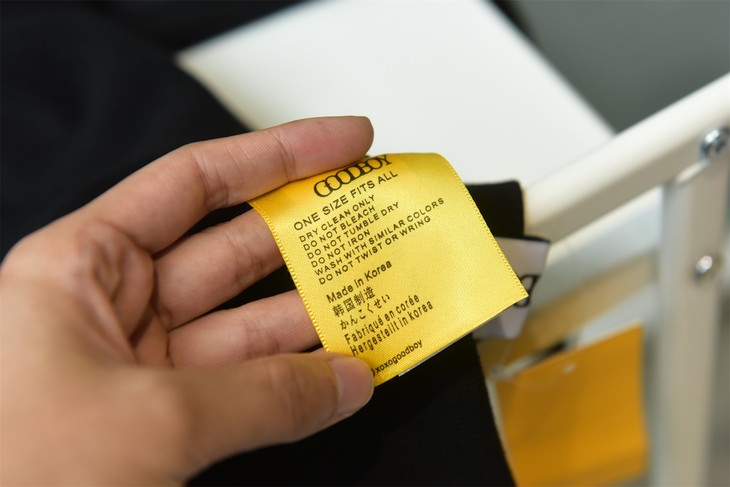 GOODBOY
ONE SIZE FITS ALL
DRY CLEAN ONLY
DO NOT BLEACH
DO NOT TUMBLE DRY
DO NOT IRON
WASH WITH SIMILAR COLORS
DO NOT TWIST OR WRING
Made in Korea
韩国制造
かんこくせい
Fabriqué en corée
Hergestellt in korea
xoxogoodboy